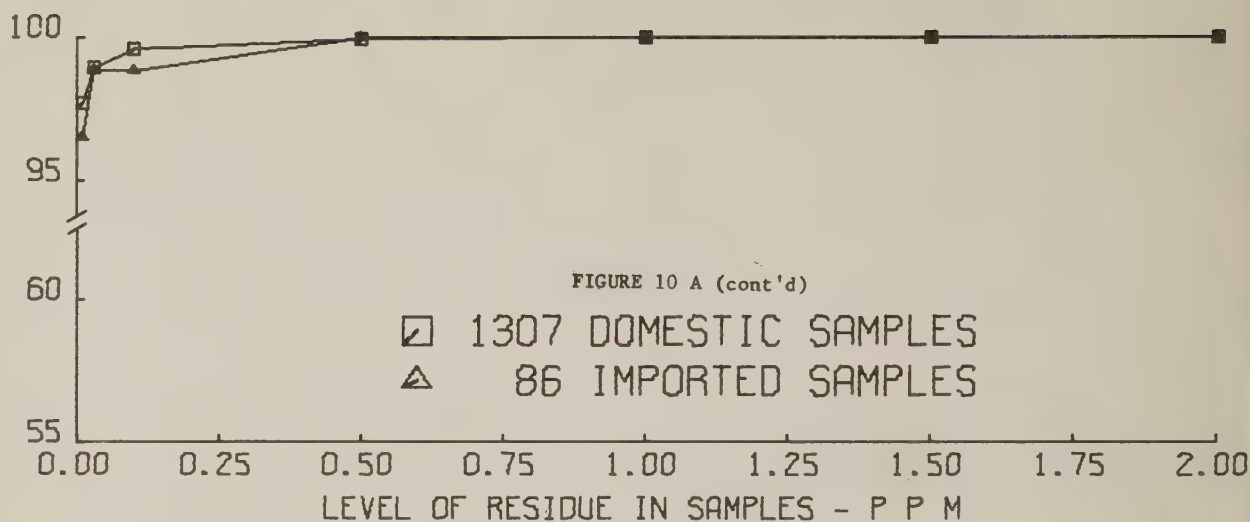 100
95
60
FIGURE 10 A (cont'd)
1307 DOMESTIC SAMPLES
86 IMPORTED SAMPLES
55
0.00 0.25 0.50 0.75 1.00 1.25 1.50 1.75 2.00
LEVEL OF RESIDUE IN SAMPLES - P P M